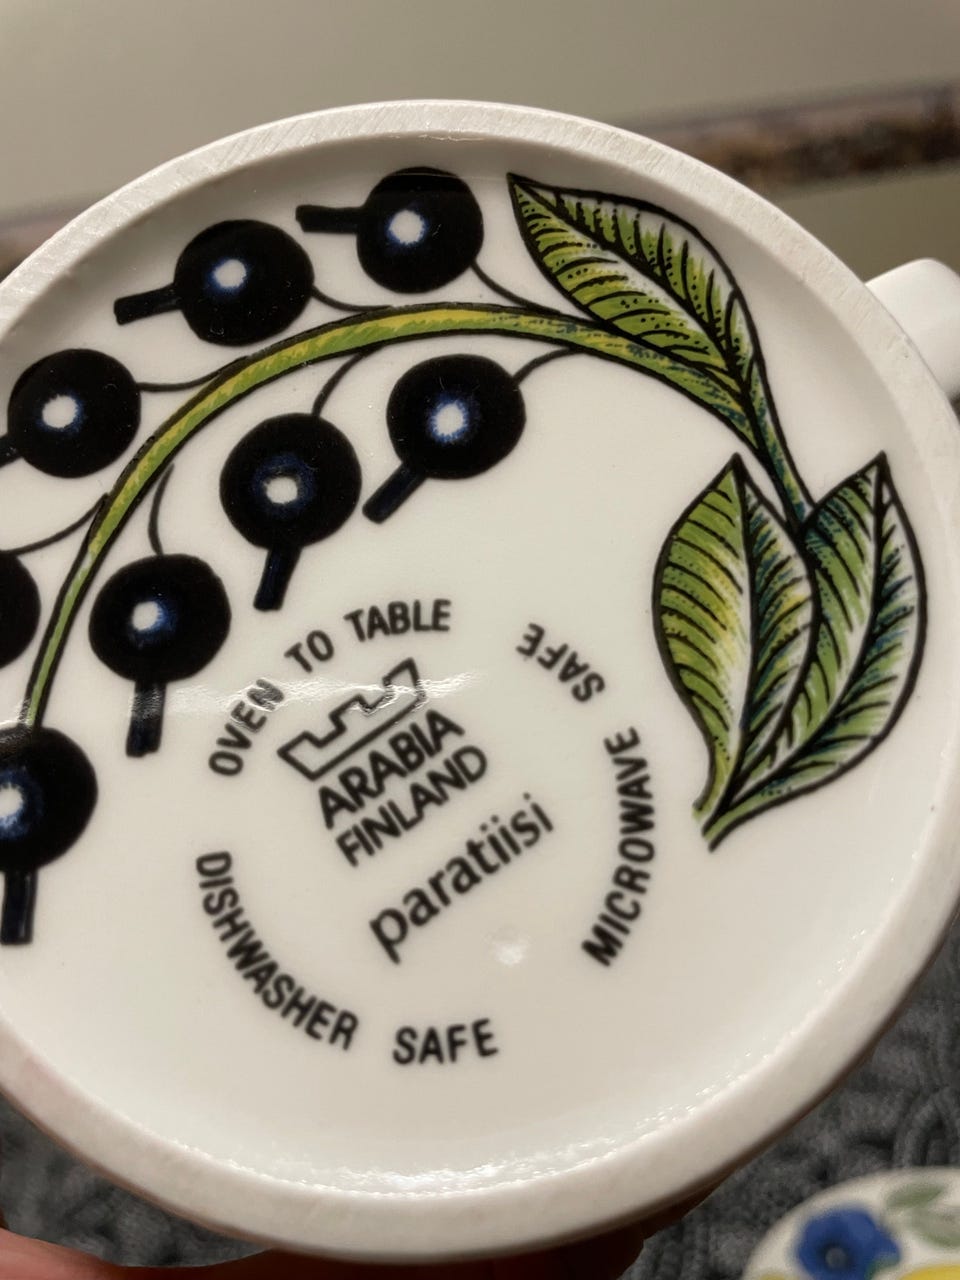 OVEN TO TABLE
ARABIA
FINLAND
paratiisi
MICROWAVE SAFE
DISHWASHER SAFE